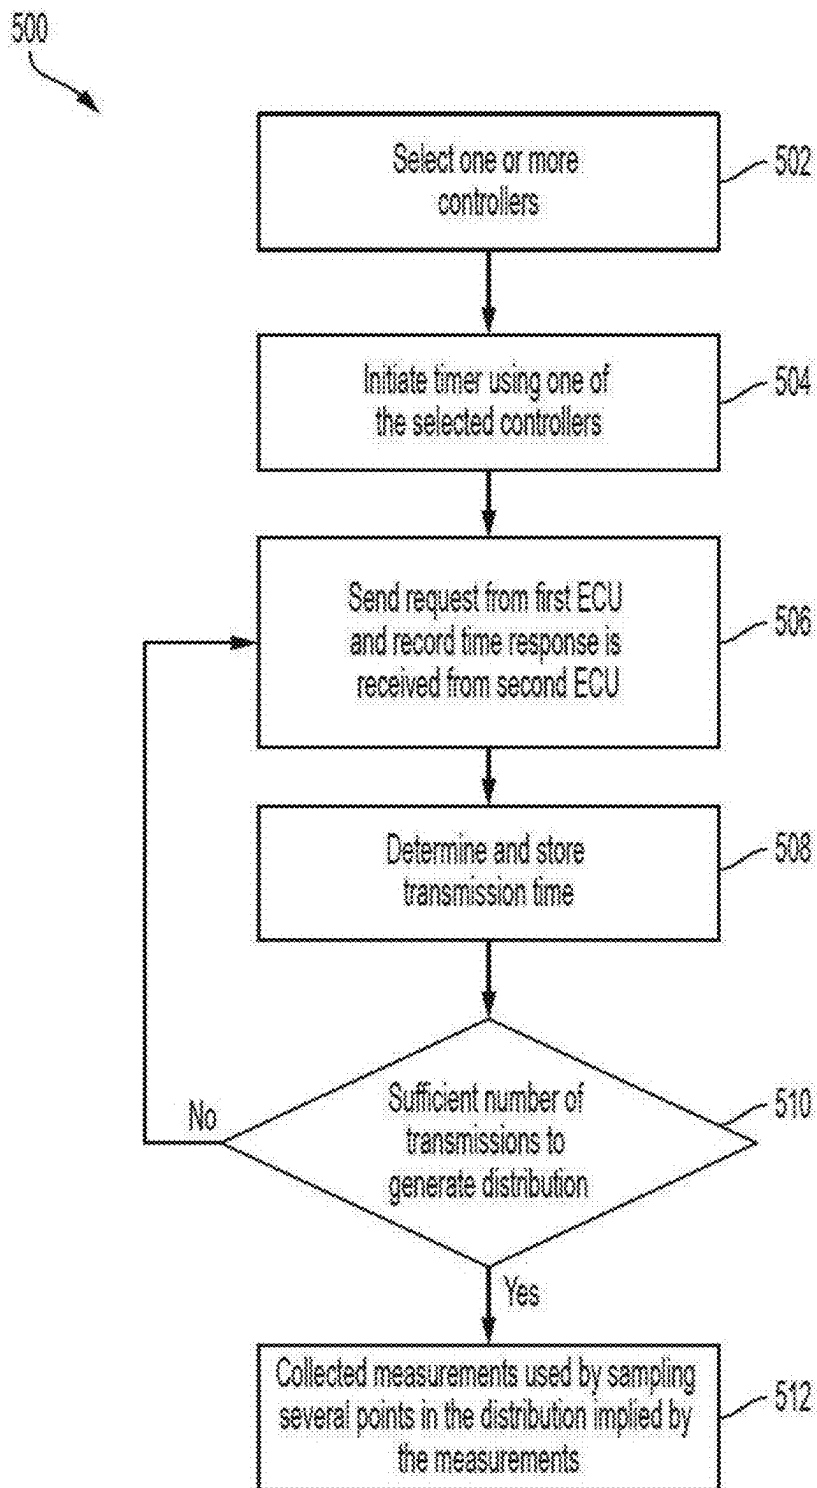 500
Select one or more
controllers
502
Initiate timer using one of
the selected controllers
504
Send request from first ECU
and record time response is
received from second ECU
506
Determine and store
transmission time
508
Sufficient number of
transmissions to
generate distribution
510
No
Yes
Collected measurements used by sampling
several points in the distribution implied by
the measurements
512